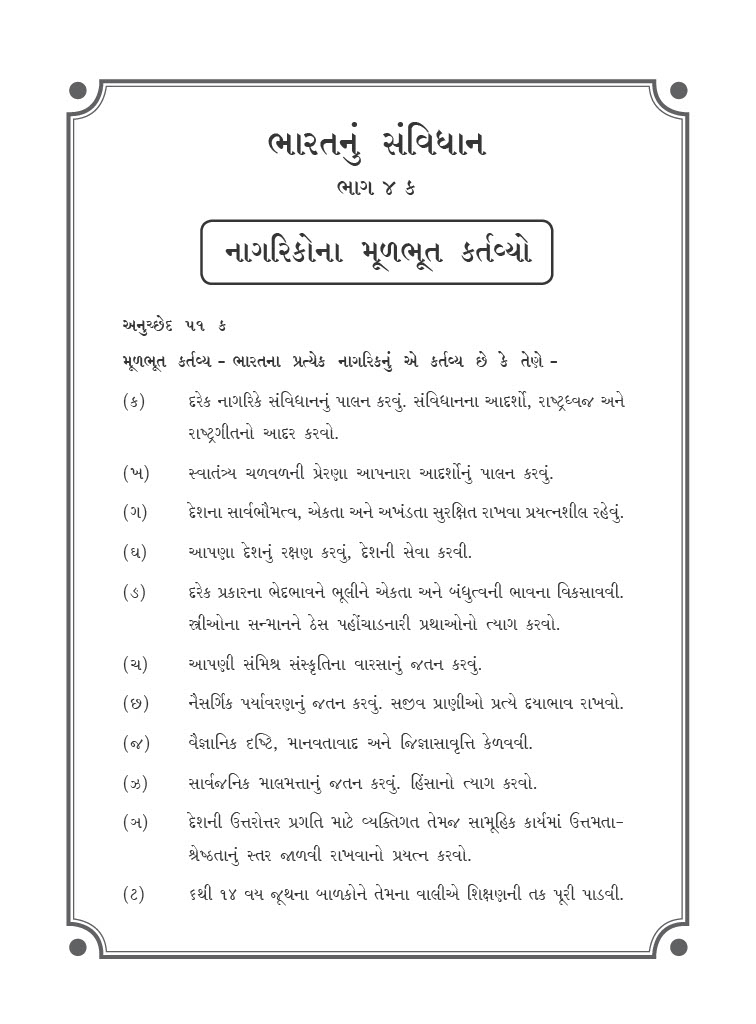 ભારતનું સંવિધાન
ભાગ ૪ ક
નાગરિકોના મૂળભૂત કર્તવ્યો
અનુચ્છેદ ૫૧ ક
મૂળભૂત કર્તવ્ય – ભારતના પ્રત્યેક નાગરિકનું એ કર્તવ્ય છે કે તેણે –
(ક) દરેક નાગરિકે સંવિધાનનું પાલન કરવું. સંવિધાનના આદર્શો, રાષ્ટ્રધ્વજ અને
રાષ્ટ્રગીતનો આદર કરવો.
(ખ) સ્વાતંત્ર્ય ચળવળની પ્રેરણા આપનારા આદર્શોનું પાલન કરવું.
(ગ) દેશના સાર્વભૌમત્વ, એકતા અને અખંડતા સુરક્ષિત રાખવા પ્રયત્નશીલ રહેવું.
(ઘ) આપણા દેશનું રક્ષણ કરવું, દેશની સેવા કરવી.
(ઙ) દરેક પ્રકારના ભેદભાવને ભૂલીને એકતા અને બંધુત્વની ભાવના વિકસાવવી.
સ્ત્રીઓના સન્માનને ઠેસ પહોંચાડનારી પ્રથાઓનો ત્યાગ કરવો.
(ચ) આપણી સંમિશ્ર સંસ્કૃતિના વારસાનું જતન કરવું.
(છ) નૈસર્ગિક પર્યાવરણનું જતન કરવું. સજીવ પ્રાણીઓ પ્રત્યે દયાભાવ રાખવો.
(જ) વૈજ્ઞાનિક દૃષ્ટિ, માનવતાવાદ અને જિજ્ઞાસાવૃત્તિ કેળવવી.
(ઝ) સાર્વજનિક માલમત્તાનું જતન કરવું. હિંસાનો ત્યાગ કરવો.
(ઞ) દેશની ઉત્તરોત્તર પ્રગતિ માટે વ્યક્તિગત તેમજ સામૂહિક કાર્યમાં ઉત્તમતા–
શ્રેષ્ઠતાનું સ્તર જાળવી રાખવાનો પ્રયત્ન કરવો.
(ટ) ૬થી ૧૪ વય જૂથના બાળકોને તેમના વાલીએ શિક્ષણની તક પૂરી પાડવી.